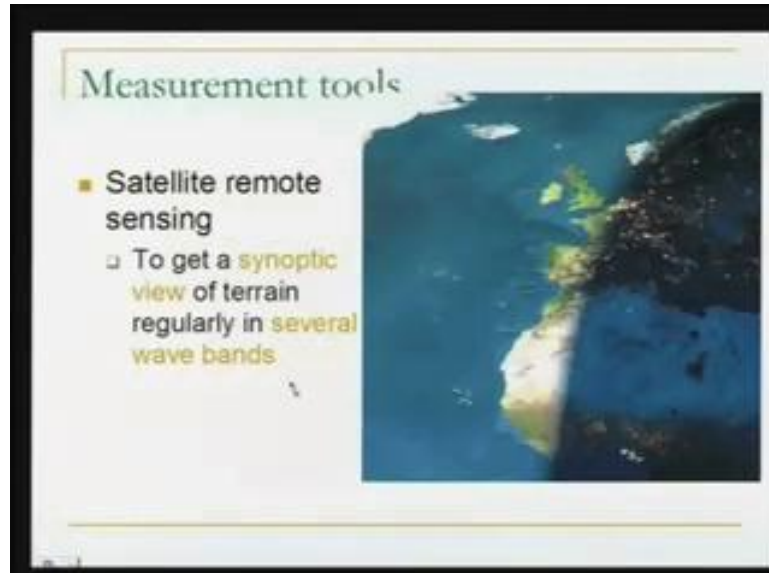 Measurement tools
Satellite remote
sensing
To get a synoptic
view of terrain
regularly in several
wave bands